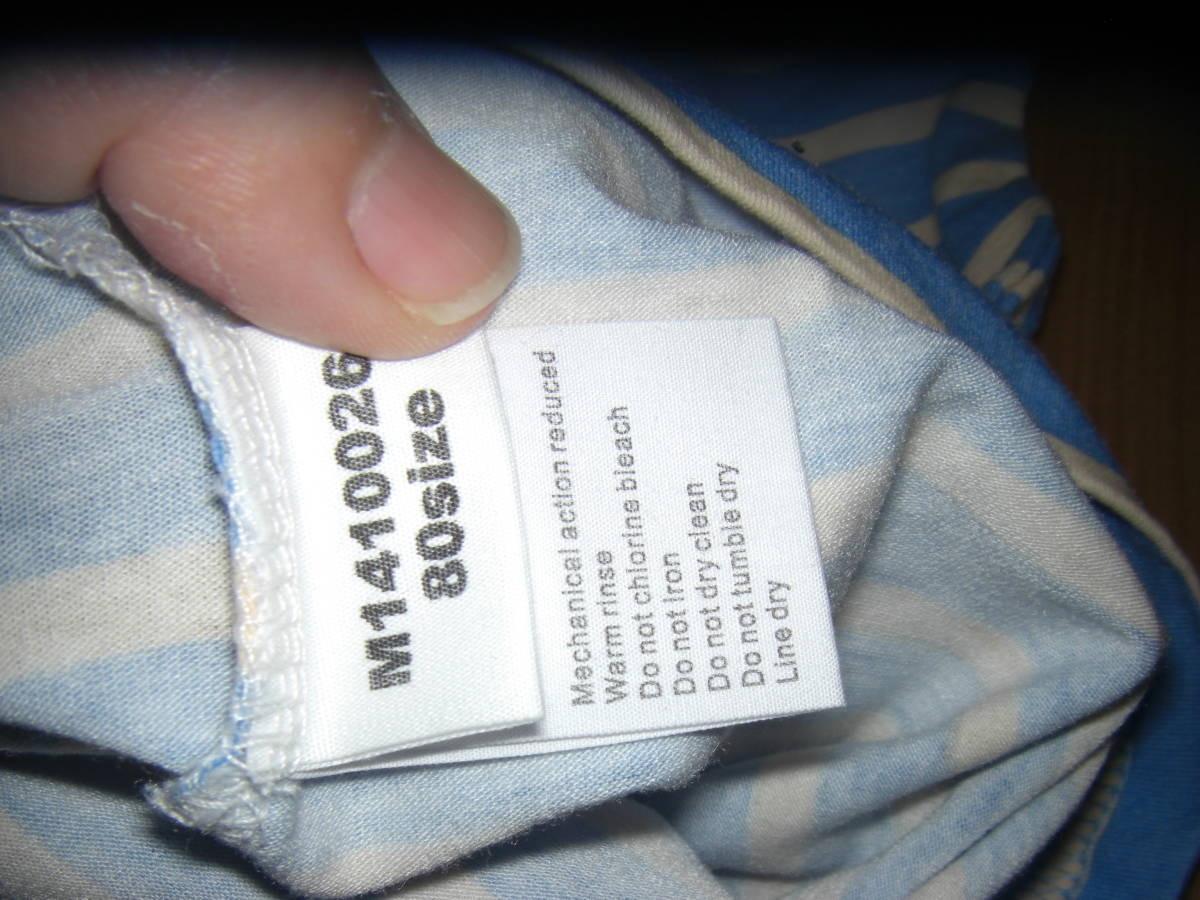 M1410026
80size
Mechanical action reduced
Warm rinse
Do not chlorine bleach
Do not Iron
Do not dry clean
Do not tumble dry
Line dry